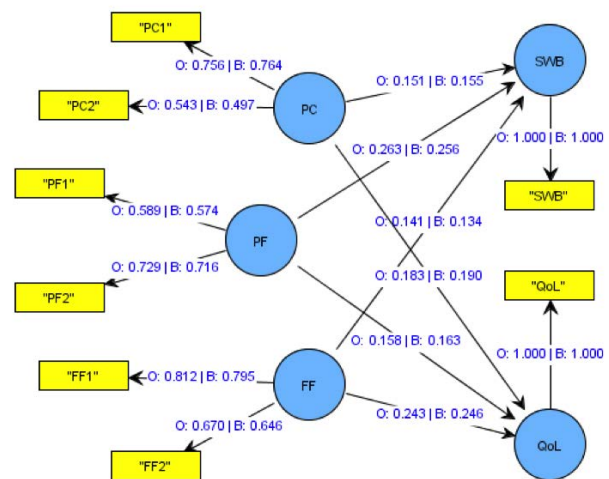 "PC1"
O: 0.756 | B: 0.764
SWB
PC
O: 0.151 | B: 0.155
"PC2"
O: 0.543 | B: 0.497
O: 1.000 | B: 1.000
O: 0.263 | B: 0.256
"PF1"
"SWB"
O: 0.589 | B: 0.574
O: 0.141 | B: 0.134
PF
O: 0.729 | B: 0.716
O: 0.183 | B: 0.190
"PF2"
"QoL"
O: 0.158 | B: 0.163
O: 1.000 | B: 1.000
"FF1"
O: 0.812 | B: 0.795
FF
O: 0.243 | B: 0.246
O: 0.670 | B: 0.646
QoL
"FF2"